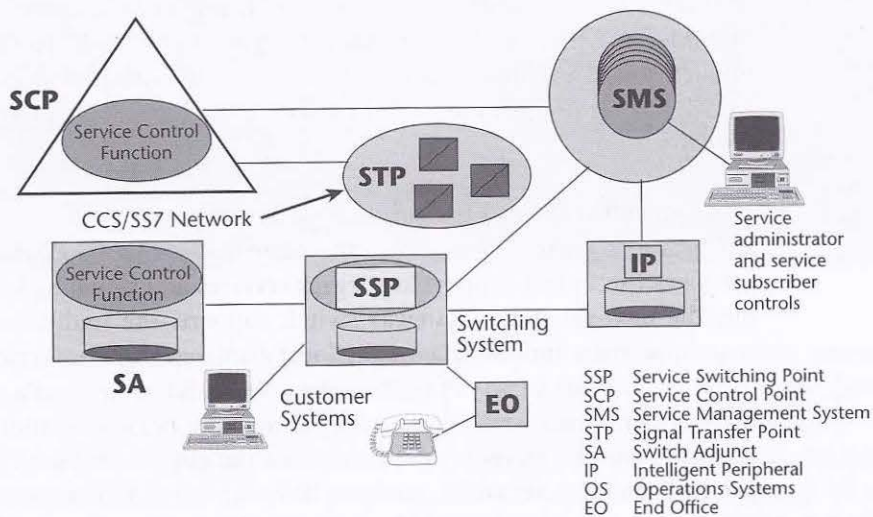 SCP
Service Control
Function
SMS
STP
CCS/SS7 Network
Service
administrator
and service
subscriber
controls
Service Control
Function
SSP
IP
Switching
System
SA
Customer
Systems
EO
SSP Service Switching Point
SCP Service Control Point
SMS Service Management System
STP Signal Transfer Point
SA Switch Adjunct
IP Intelligent Peripheral
OS Operations Systems
EO End Office